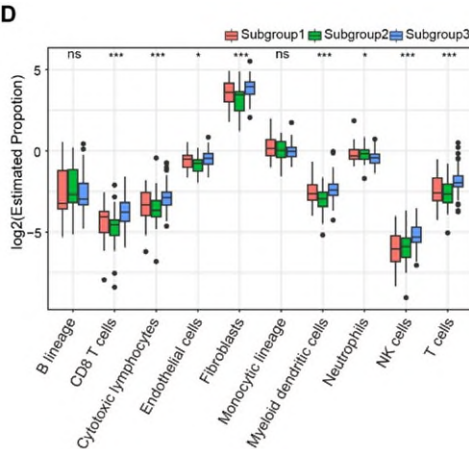 D
Subgroup1 Subgroup2 Subgroup3
ns *** *** * *** ns *** * *** ***
5
0
−5
log2(Estimated Propotion)
B lineage
CD8 T cells
Cytotoxic lymphocytes
Endothelial cells
Fibroblasts
Monocytic lineage
Myeloid dendritic cells
Neutrophils
NK cells
T cells